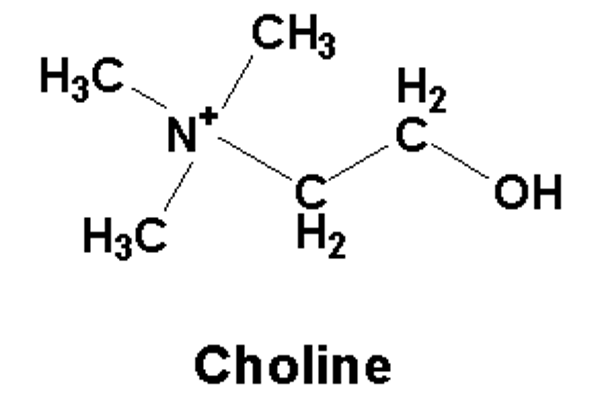 CH₃
H₃C
H₂
N⁺ C
C OH
H₃C H₂
Choline